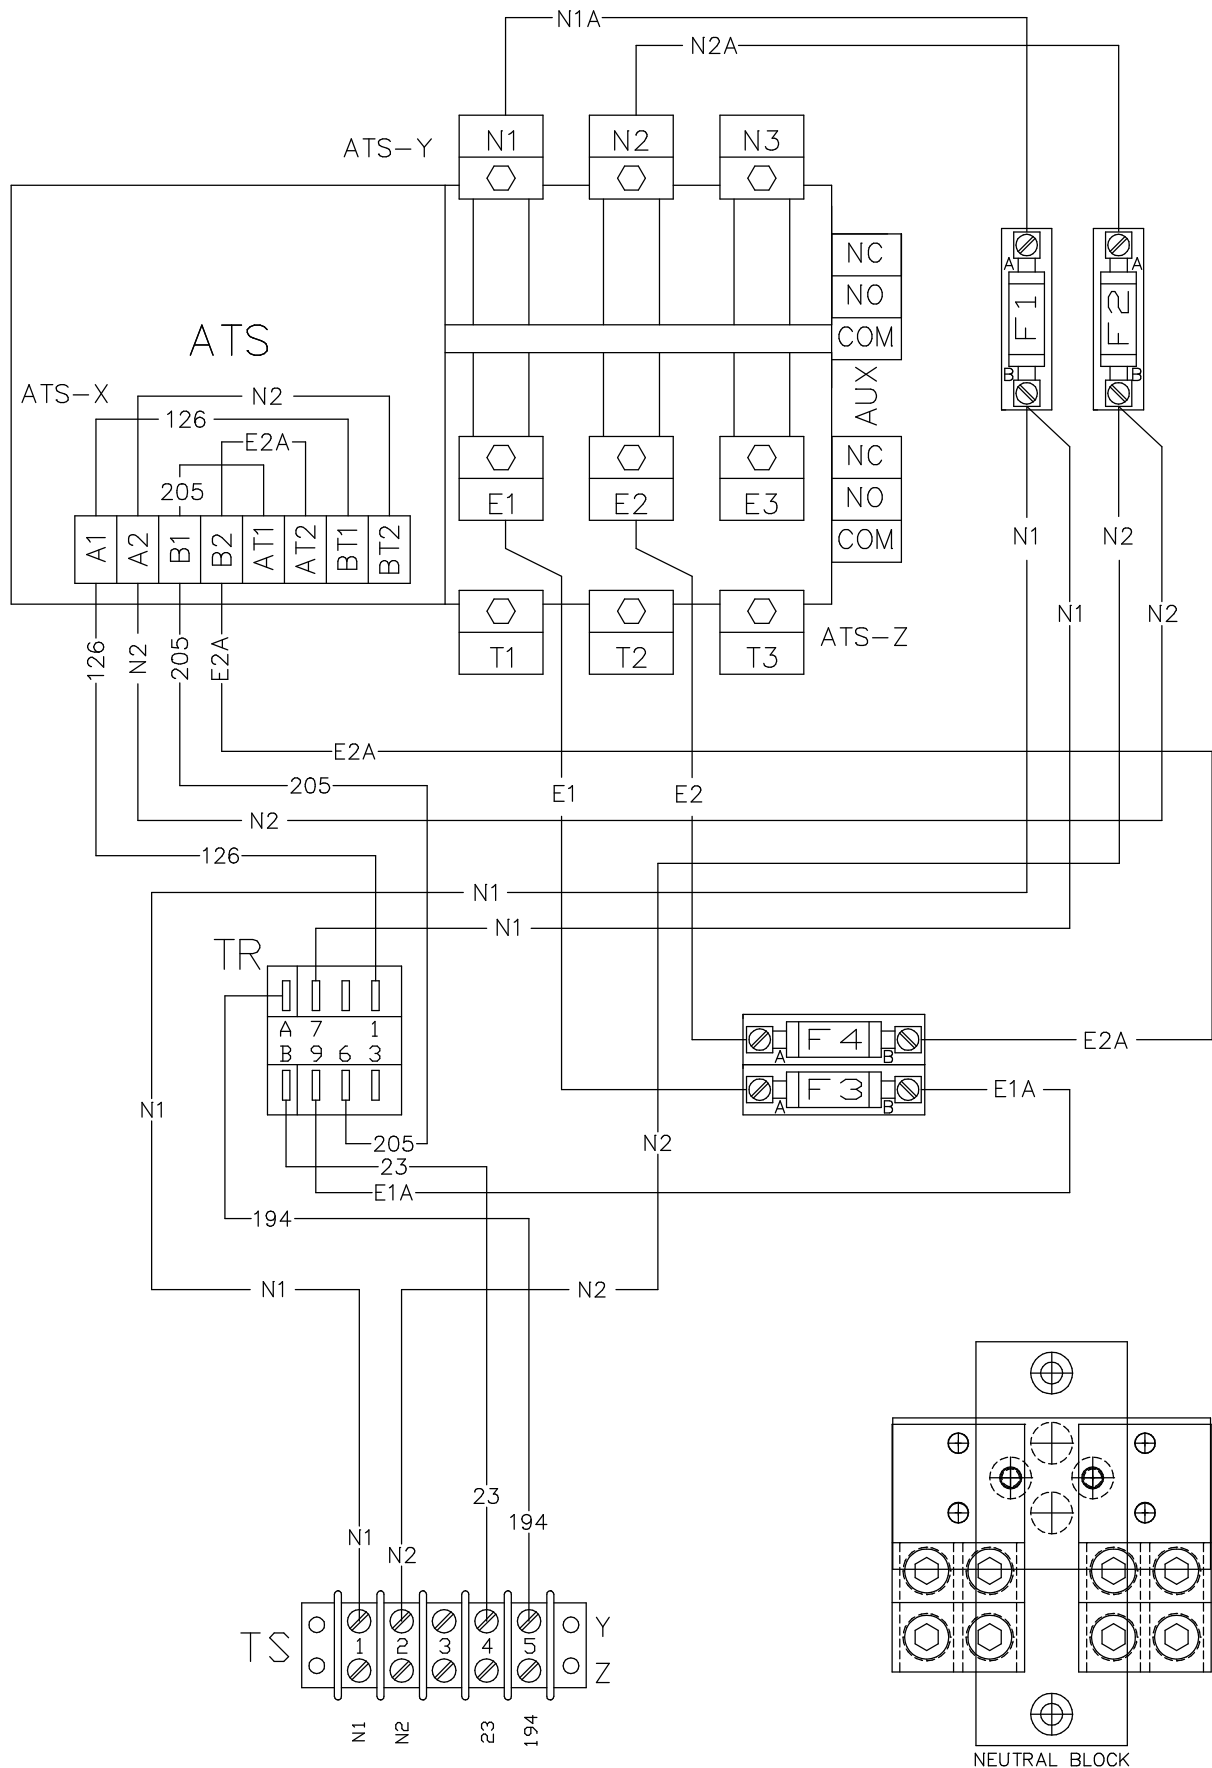 N1A
N2A
ATS-Y
N1 N2 N3
NC
NO
COM
A A
F1 F2
B B
ATS
ATS-X
N2
126
E2A
205
AUX
NC
NO
COM
E1 E2 E3
A1 A2 B1 B2 AT1 AT2 BT1 BT2
N1 N2
N1 N2
126 N2 205 E2A
T1 T2 T3
ATS-Z
E2A
205
E1 E2
N2
126
N1
N1
TR
A 7 1
B 9 6 3
F4
A B
E2A
F3
A B
E1A
N1
205
N2
23
E1A
194
N1
N2
23
194
N1
N2
TS
1 2 3 4 5
Y
Z
N1 N2 23 194
NEUTRAL BLOCK